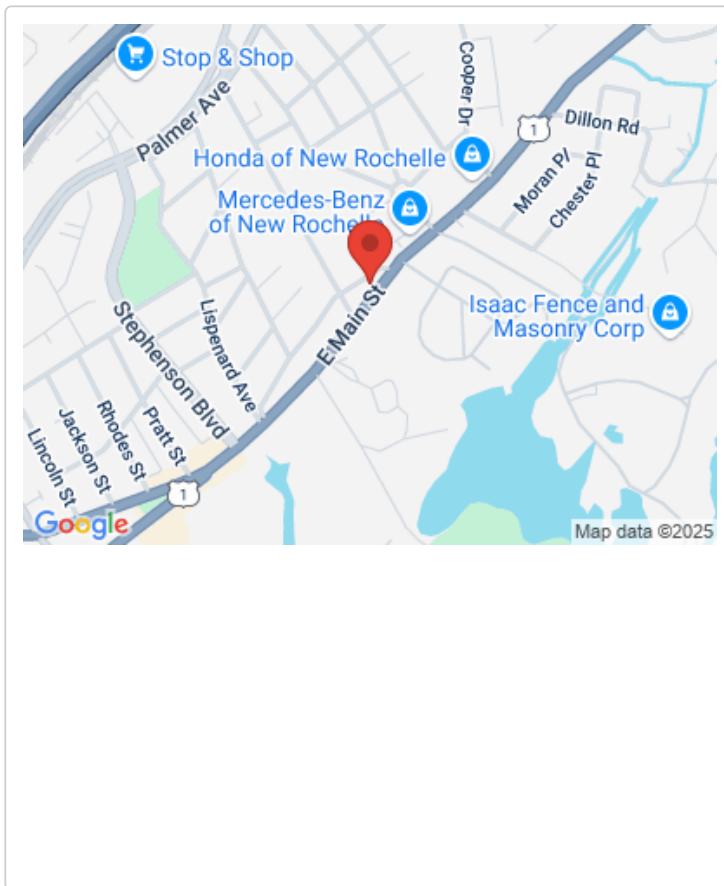 Stop & Shop
Cooper Dr
Palmer Ave
1
Dillon Rd
Honda of New Rochelle
Moran Pl
Chester Pl
Mercedes-Benz
of New Rochelle
E Main St
Isaac Fence and
Masonry Corp
Lispenard Ave
Stephenson Blvd
Pratt St
Rhodes St
Jackson St
Lincoln St
1
Google
Map data ©2025